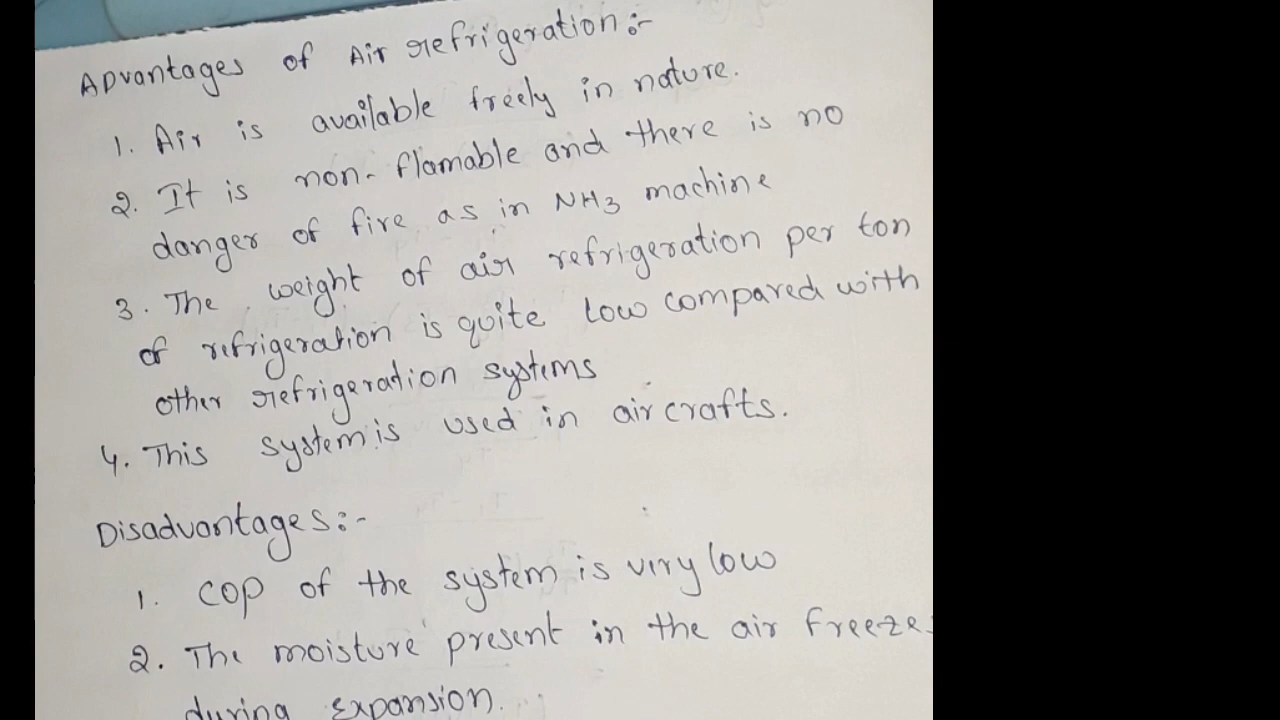 Advantages of Air refrigeration:-
1. Air is available freely in nature.
2. It is non-flamable and there is no
danger of fire as in NH3 machine
3. The weight of air refrigeration per ton
of refrigeration is quite low compared with
other refrigeration systems
4. This system is used in air crafts.
Disadvantages:-
1. COP of the system is very low
2. The moisture present in the air freeze
during expansion.